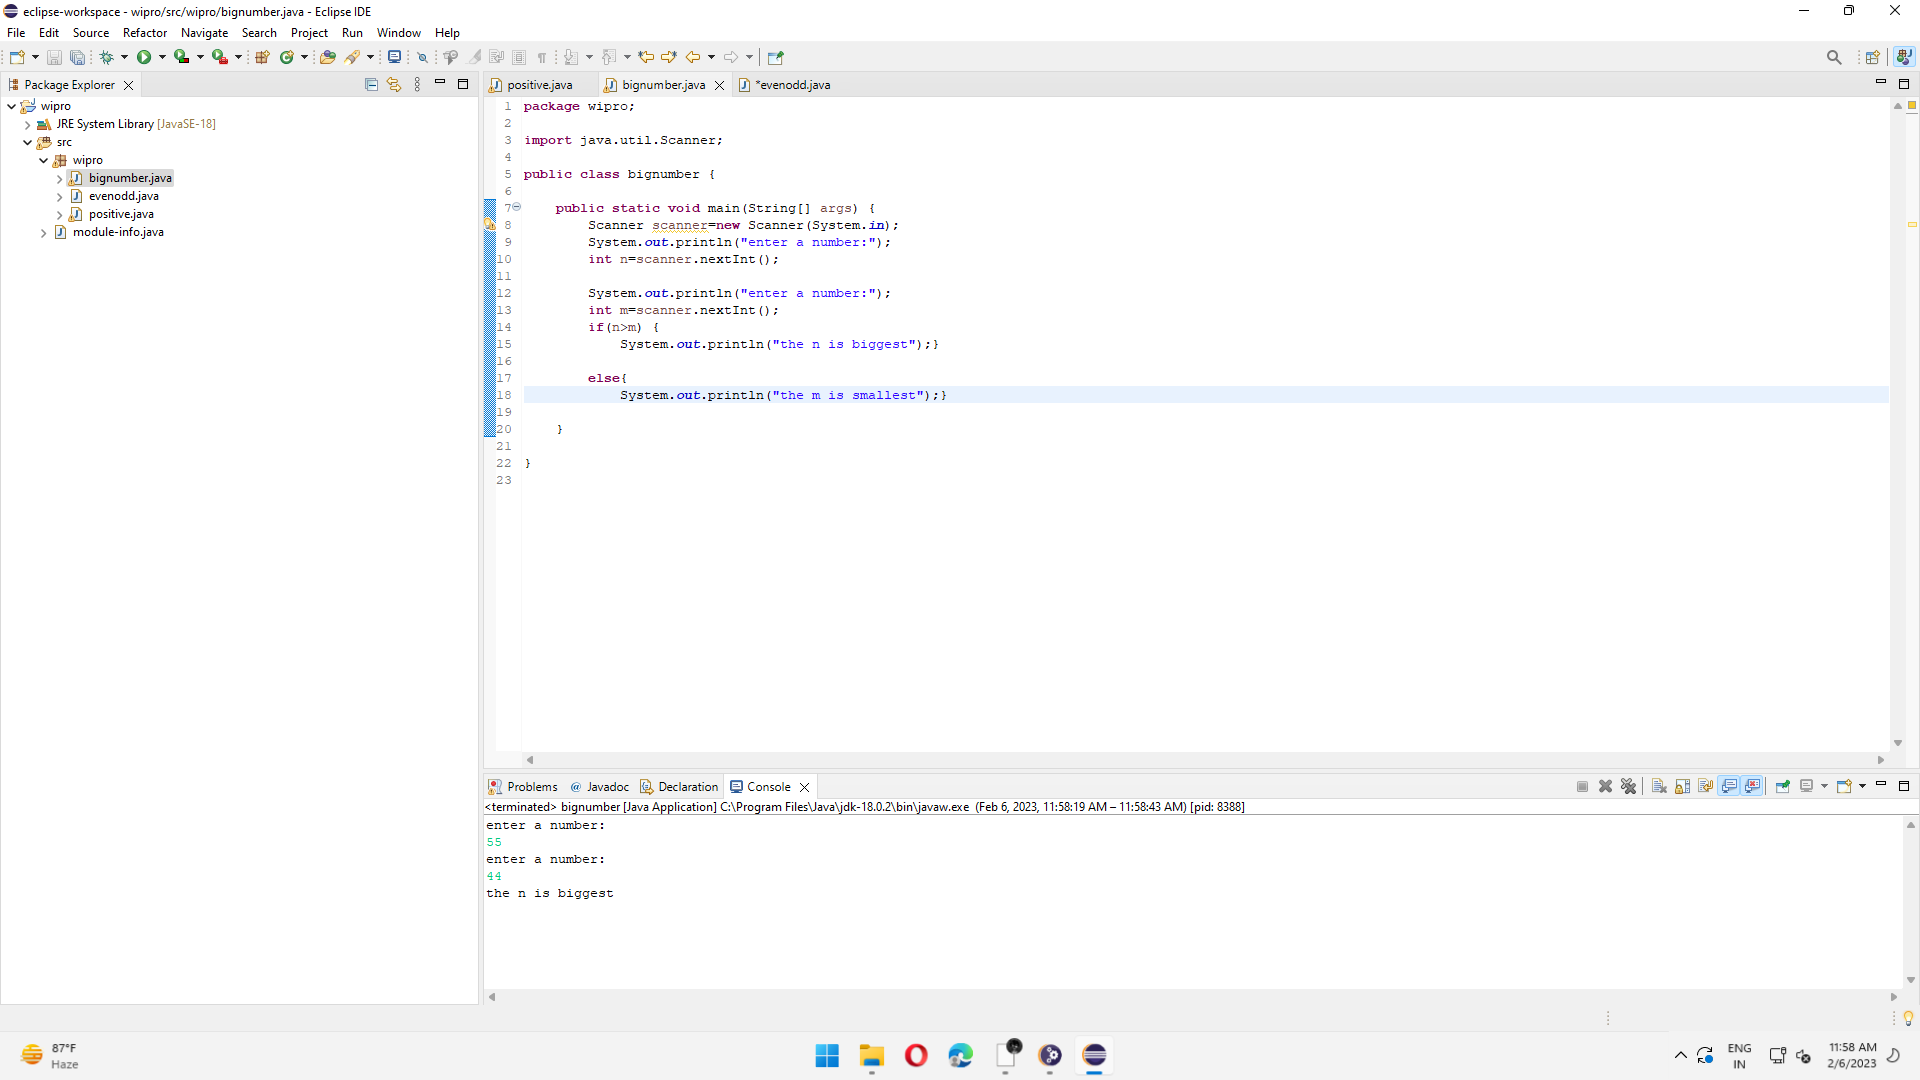 eclipse-workspace - wipro/src/wipro/bignumber.java - Eclipse IDE
File Edit Source Refactor Navigate Search Project Run Window Help
Package Explorer
positive.java bignumber.java *evenodd.java
wipro
JRE System Library [JavaSE-18]
src
wipro
bignumber.java
evenodd.java
positive.java
module-info.java
1 package wipro;
2
3 import java.util.Scanner;
4
5 public class bignumber {
6
7 public static void main(String[] args) {
8 Scanner scanner=new Scanner(System.in);
9 System.out.println("enter a number:");
10 int n=scanner.nextInt();
11
12 System.out.println("enter a number:");
13 int m=scanner.nextInt();
14 if(n>m) {
15 System.out.println("the n is biggest");}
16
17 else{
18 System.out.println("the m is smallest");}
19
20 }
21
22 }
23
Problems Javadoc Declaration Console
<terminated> bignumber [Java Application] C:\Program Files\Java\jdk-18.0.2\bin\javaw.exe (Feb 6, 2023, 11:58:19 AM – 11:58:43 AM) [pid: 8388]
enter a number:
55
enter a number:
44
the n is biggest
87°F
Haze
ENG
IN
11:58 AM
2/6/2023